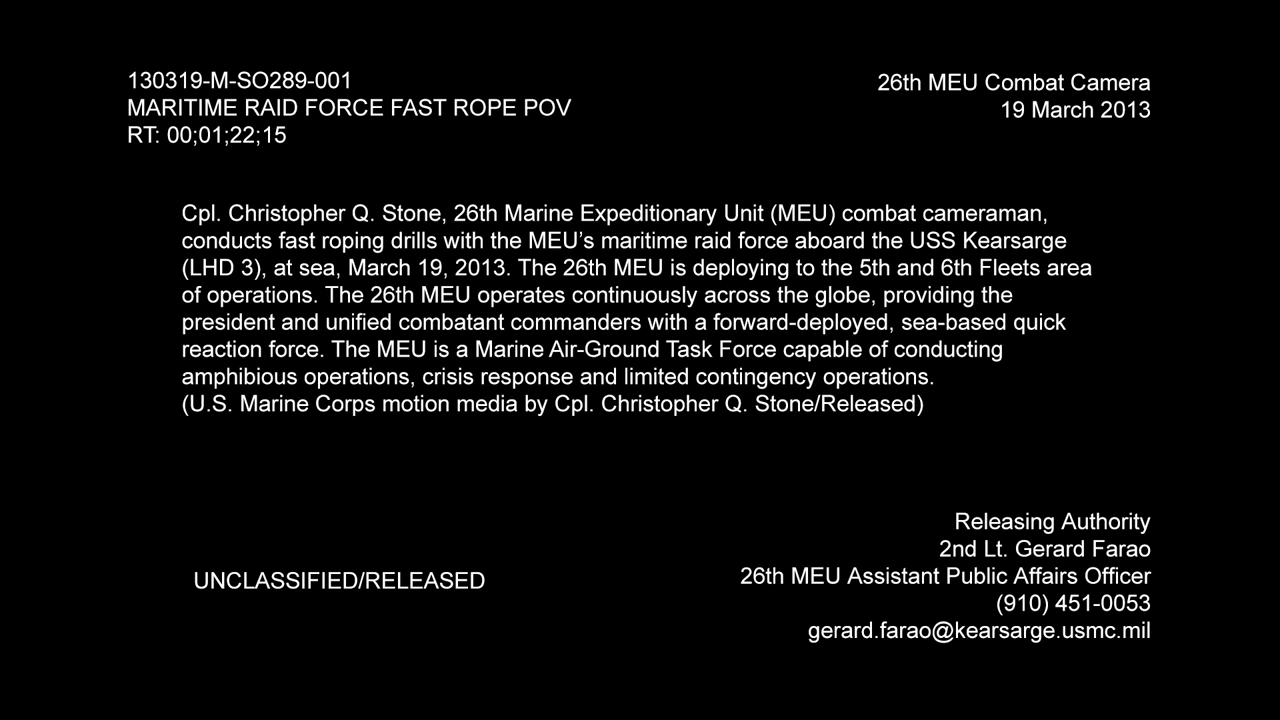 130319-M-SO289-001
MARITIME RAID FORCE FAST ROPE POV
RT: 00;01;22;15
26th MEU Combat Camera
19 March 2013
Cpl. Christopher Q. Stone, 26th Marine Expeditionary Unit (MEU) combat cameraman,
conducts fast roping drills with the MEU’s maritime raid force aboard the USS Kearsarge
(LHD 3), at sea, March 19, 2013. The 26th MEU is deploying to the 5th and 6th Fleets area
of operations. The 26th MEU operates continuously across the globe, providing the
president and unified combatant commanders with a forward-deployed, sea-based quick
reaction force. The MEU is a Marine Air-Ground Task Force capable of conducting
amphibious operations, crisis response and limited contingency operations.
(U.S. Marine Corps motion media by Cpl. Christopher Q. Stone/Released)
UNCLASSIFIED/RELEASED
Releasing Authority
2nd Lt. Gerard Farao
26th MEU Assistant Public Affairs Officer
(910) 451-0053
gerard.farao@kearsarge.usmc.mil